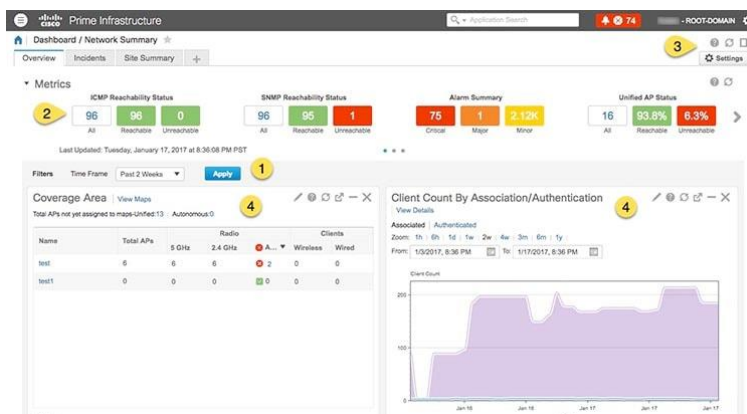 CISCO Prime Infrastructure Application Search 74 - ROOT-DOMAIN
Dashboard / Network Summary
Overview Incidents Site Summary + 3 Settings
Metrics
ICMP Reachability Status SNMP Reachability Status Alarm Summary Unified AP Status
2 96 96 0 96 95 1 75 1 2.12K 16 93.8% 6.3%
All Reachable Unreachable All Reachable Unreachable Critical Major Minor All Reachable Unreachable
Last Updated: Tuesday, January 17, 2017 at 8:36:08 PM PST
1
Filters Time Frame Past 2 Weeks Apply
Coverage Area View Maps 4
Total APs not yet assigned to maps-Unified:13 Autonomous:0
Name Total APs Radio Clients
5 GHz 2.4 GHz A... Wireless Wired
test 6 6 6 2 0 0
test1 0 0 0 0 0 0
Client Count By Association/Authentication 4
View Details
Associated Authenticated
Zoom: 1h 6h 1d 1w 2w 4w 3m 6m 1y
From: 1/3/2017, 8:36 PM To: 1/17/2017, 8:36 PM
Client Count
200
100
Jan 16 Jan 16 Jan 17 Jan 17 Jan 17